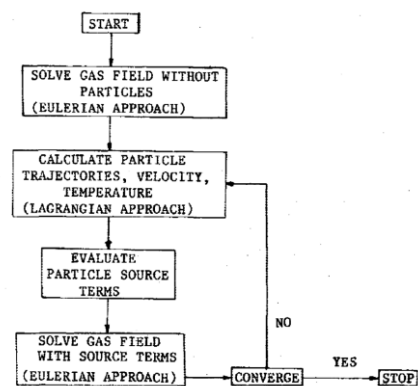 START
SOLVE GAS FIELD WITHOUT
PARTICLES
(EULERIAN APPROACH)
CALCULATE PARTICLE
TRAJECTORIES, VELOCITY,
TEMPERATURE
(LAGRANGIAN APPROACH)
EVALUATE
PARTICLE SOURCE
TERMS
NO
SOLVE GAS FIELD
WITH SOURCE TERMS
(EULERIAN APPROACH)
CONVERGE
YES
STOP